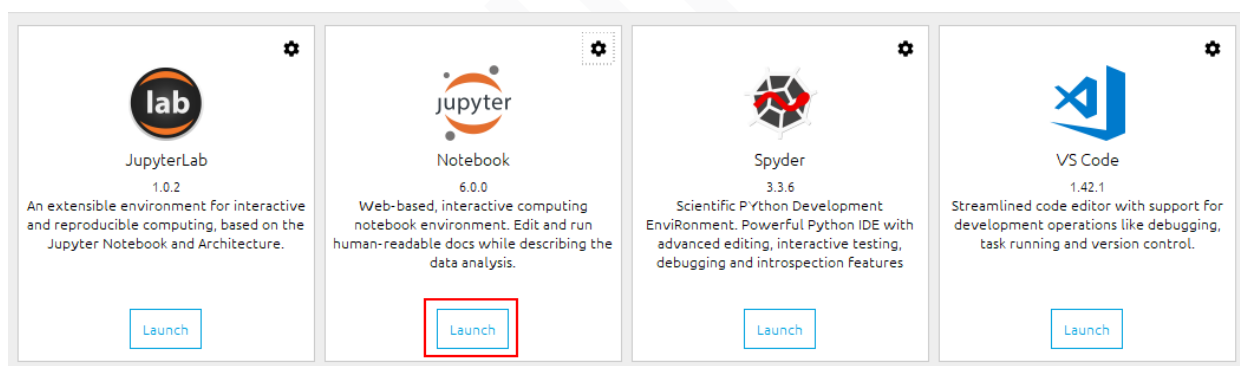 lab
JupyterLab
1.0.2
An extensible environment for interactive
and reproducible computing, based on the
Jupyter Notebook and Architecture.
Launch
jupyter
Notebook
6.0.0
Web-based, interactive computing
notebook environment. Edit and run
human-readable docs while describing the
data analysis.
Launch
Spyder
3.3.6
Scientific PYthon Development
EnviRonment. Powerful Python IDE with
advanced editing, interactive testing,
debugging and introspection features
Launch
VS Code
1.42.1
Streamlined code editor with support for
development operations like debugging,
task running and version control.
Launch